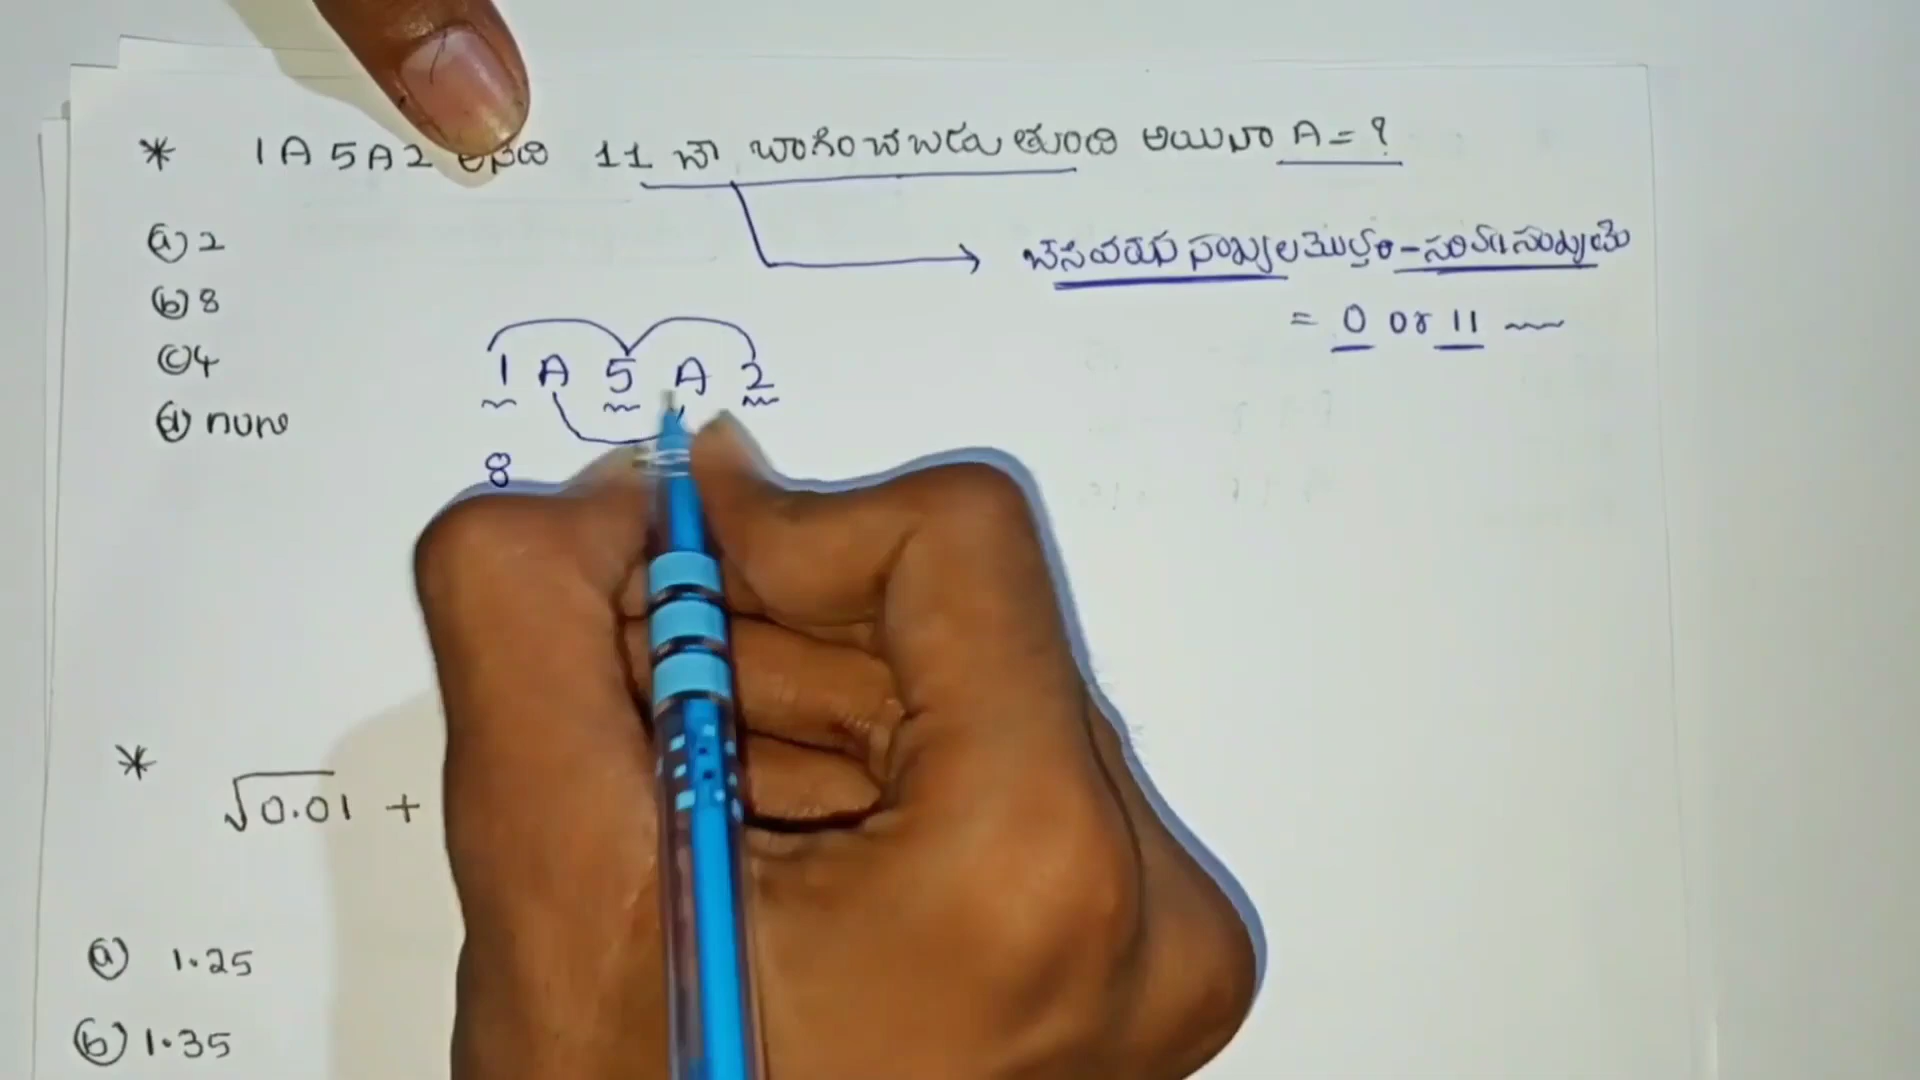 * 1A5A2 అనేది 11 చే భాగించబడుతుంది అయినా A = ?
(a) 2
(b) 8
(c) 4
(d) none
బేసిస్థానం సంఖ్యల మొత్తం - సరిస్థాన సంఖ్యల
= 0 or 11
1 A 5 A 2
8
* √0.01 +
(a) 1.25
(b) 1.35